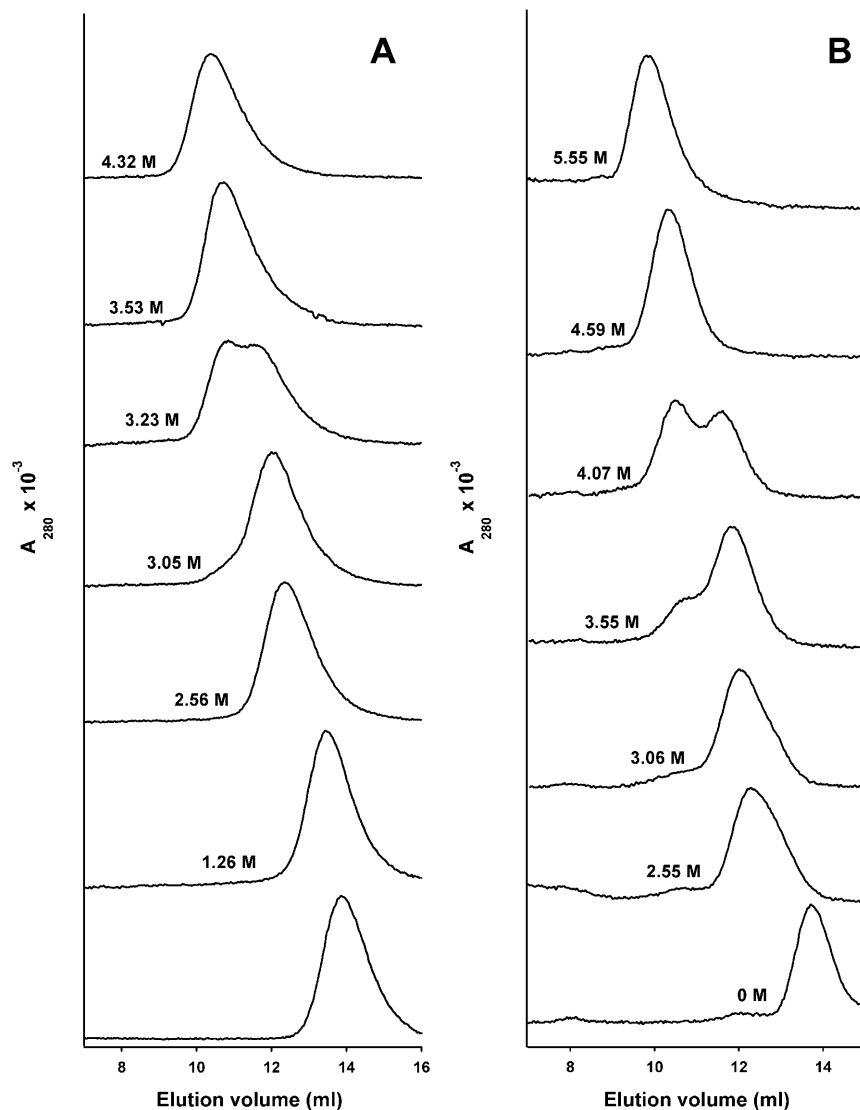 A
4.32 M
3.53 M
3.23 M
3.05 M
2.56 M
1.26 M
A280 x 10-3
8 10 12 14 16
Elution volume (ml)
B
5.55 M
4.59 M
4.07 M
3.55 M
3.06 M
2.55 M
0 M
A280 x 10-3
8 10 12 14
Elution volume (ml)